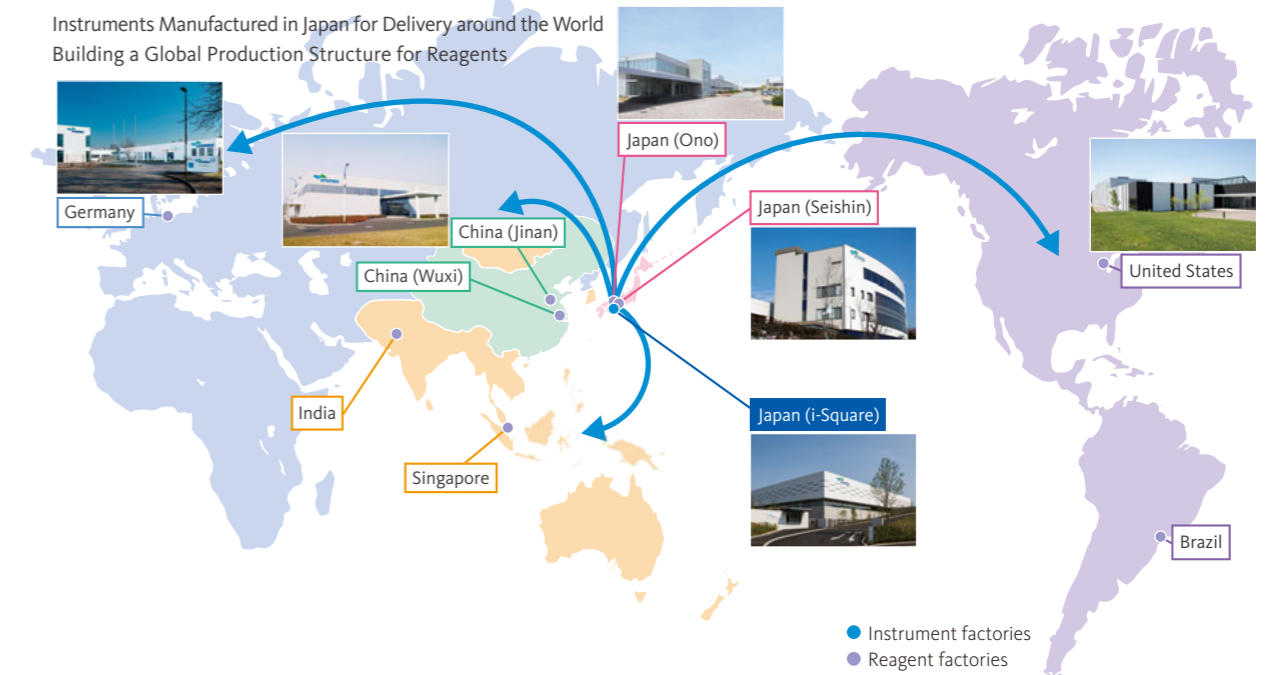 Instruments Manufactured in Japan for Delivery around the World
Building a Global Production Structure for Reagents
Japan (Ono)
Germany
Japan (Seishin)
China (Jinan)
China (Wuxi)
United States
India
Japan (i-Square)
Singapore
Brazil
Instrument factories
Reagent factories